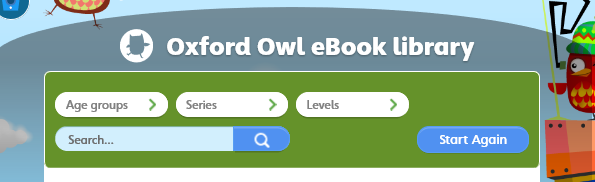 Oxford Owl eBook library
Age groups Series Levels
Search... Start Again